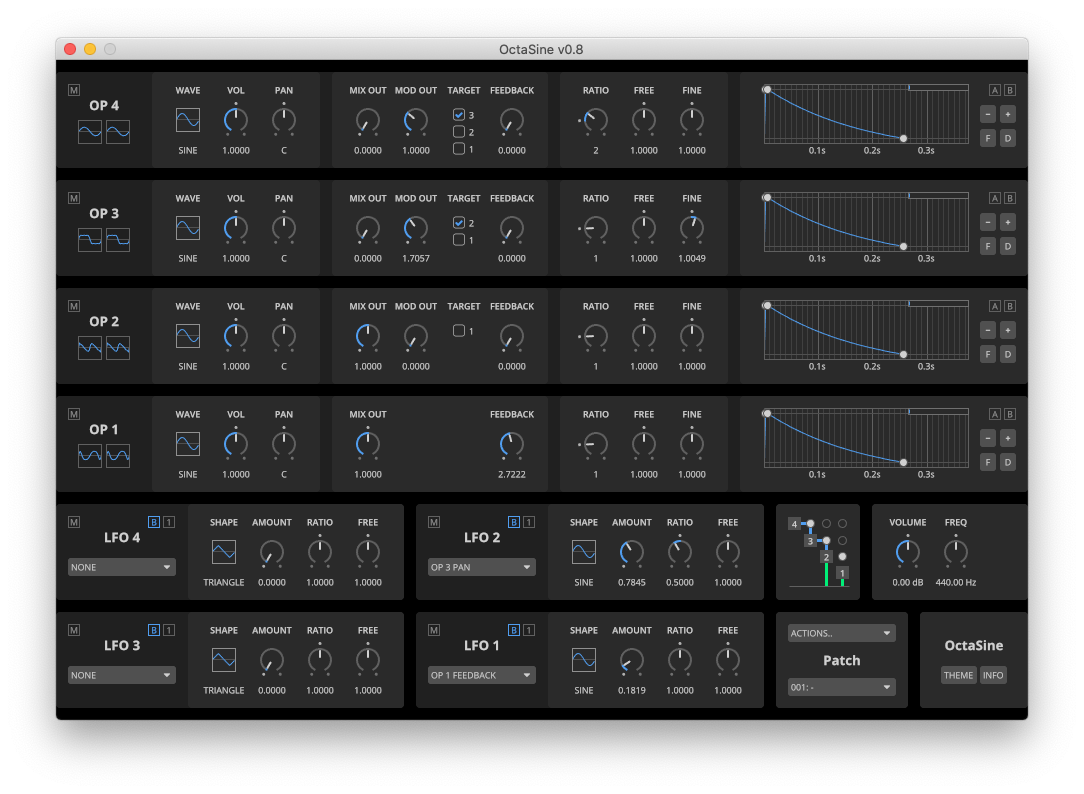 OctaSine v0.8
M
OP 4
WAVE VOL PAN
SINE 1.0000 C
MIX OUT MOD OUT TARGET FEEDBACK
3
2
1
0.0000 1.0000 0.0000
RATIO FREE FINE
2 1.0000 1.0000
0.1s 0.2s 0.3s
A B
− +
F D
M
OP 3
WAVE VOL PAN
SINE 1.0000 C
MIX OUT MOD OUT TARGET FEEDBACK
2
1
0.0000 1.7057 0.0000
RATIO FREE FINE
1 1.0000 1.0049
0.1s 0.2s 0.3s
A B
− +
F D
M
OP 2
WAVE VOL PAN
SINE 1.0000 C
MIX OUT MOD OUT TARGET FEEDBACK
1
1.0000 0.0000 0.0000
RATIO FREE FINE
1 1.0000 1.0000
0.1s 0.2s 0.3s
A B
− +
F D
M
OP 1
WAVE VOL PAN
SINE 1.0000 C
MIX OUT FEEDBACK
1.0000 2.7222
RATIO FREE FINE
1 1.0000 1.0000
0.1s 0.2s 0.3s
A B
− +
F D
M B 1
LFO 4
NONE
SHAPE AMOUNT RATIO FREE
TRIANGLE 0.0000 1.0000 1.0000
M B 1
LFO 2
OP 3 PAN
SHAPE AMOUNT RATIO FREE
SINE 0.7845 0.5000 1.0000
4
3
2
1
VOLUME FREQ
0.00 dB 440.00 Hz
M B 1
LFO 3
NONE
SHAPE AMOUNT RATIO FREE
TRIANGLE 0.0000 1.0000 1.0000
M B 1
LFO 1
OP 1 FEEDBACK
SHAPE AMOUNT RATIO FREE
SINE 0.1819 1.0000 1.0000
ACTIONS..
Patch
001: -
OctaSine
THEME INFO